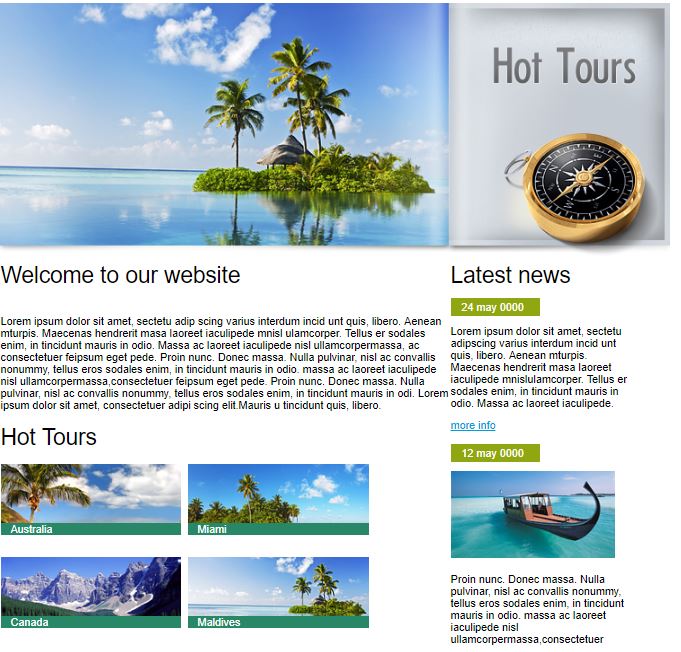 Hot Tours
Welcome to our website
Lorem ipsum dolor sit amet, sectetu adip scing varius interdum incid unt quis, libero. Aenean
mturpis. Maecenas hendrerit masa laoreet iaculipede mnisl ulamcorper. Tellus er sodales
enim, in tincidunt mauris in odio. Massa ac laoreet iaculipede nisl ullamcorpermassa, ac
consectetuer feipsum eget pede. Proin nunc. Donec massa. Nulla pulvinar, nisl ac convallis
nonummy, tellus eros sodales enim, in tincidunt mauris in odio. massa ac laoreet iaculipede
nisl ullamcorpermassa,consectetuer feipsum eget pede. Proin nunc. Donec massa. Nulla
pulvinar, nisl ac convallis nonummy, tellus eros sodales enim, in tincidunt mauris in odi. Lorem
ipsum dolor sit amet, consectetuer adipi scing elit.Mauris u tincidunt quis, libero.
Hot Tours
Australia
Miami
Canada
Maldives
Latest news
24 may 0000
Lorem ipsum dolor sit amet, sectetu
adipscing varius interdum incid unt
quis, libero. Aenean mturpis.
Maecenas hendrerit masa laoreet
iaculipede mnislulamcorper. Tellus er
sodales enim, in tincidunt mauris in
odio. Massa ac laoreet iaculipede.
more info
12 may 0000
Proin nunc. Donec massa. Nulla
pulvinar, nisl ac convallis nonummy,
tellus eros sodales enim, in tincidunt
mauris in odio. massa ac laoreet
iaculipede nisl
ullamcorpermassa,consectetuer